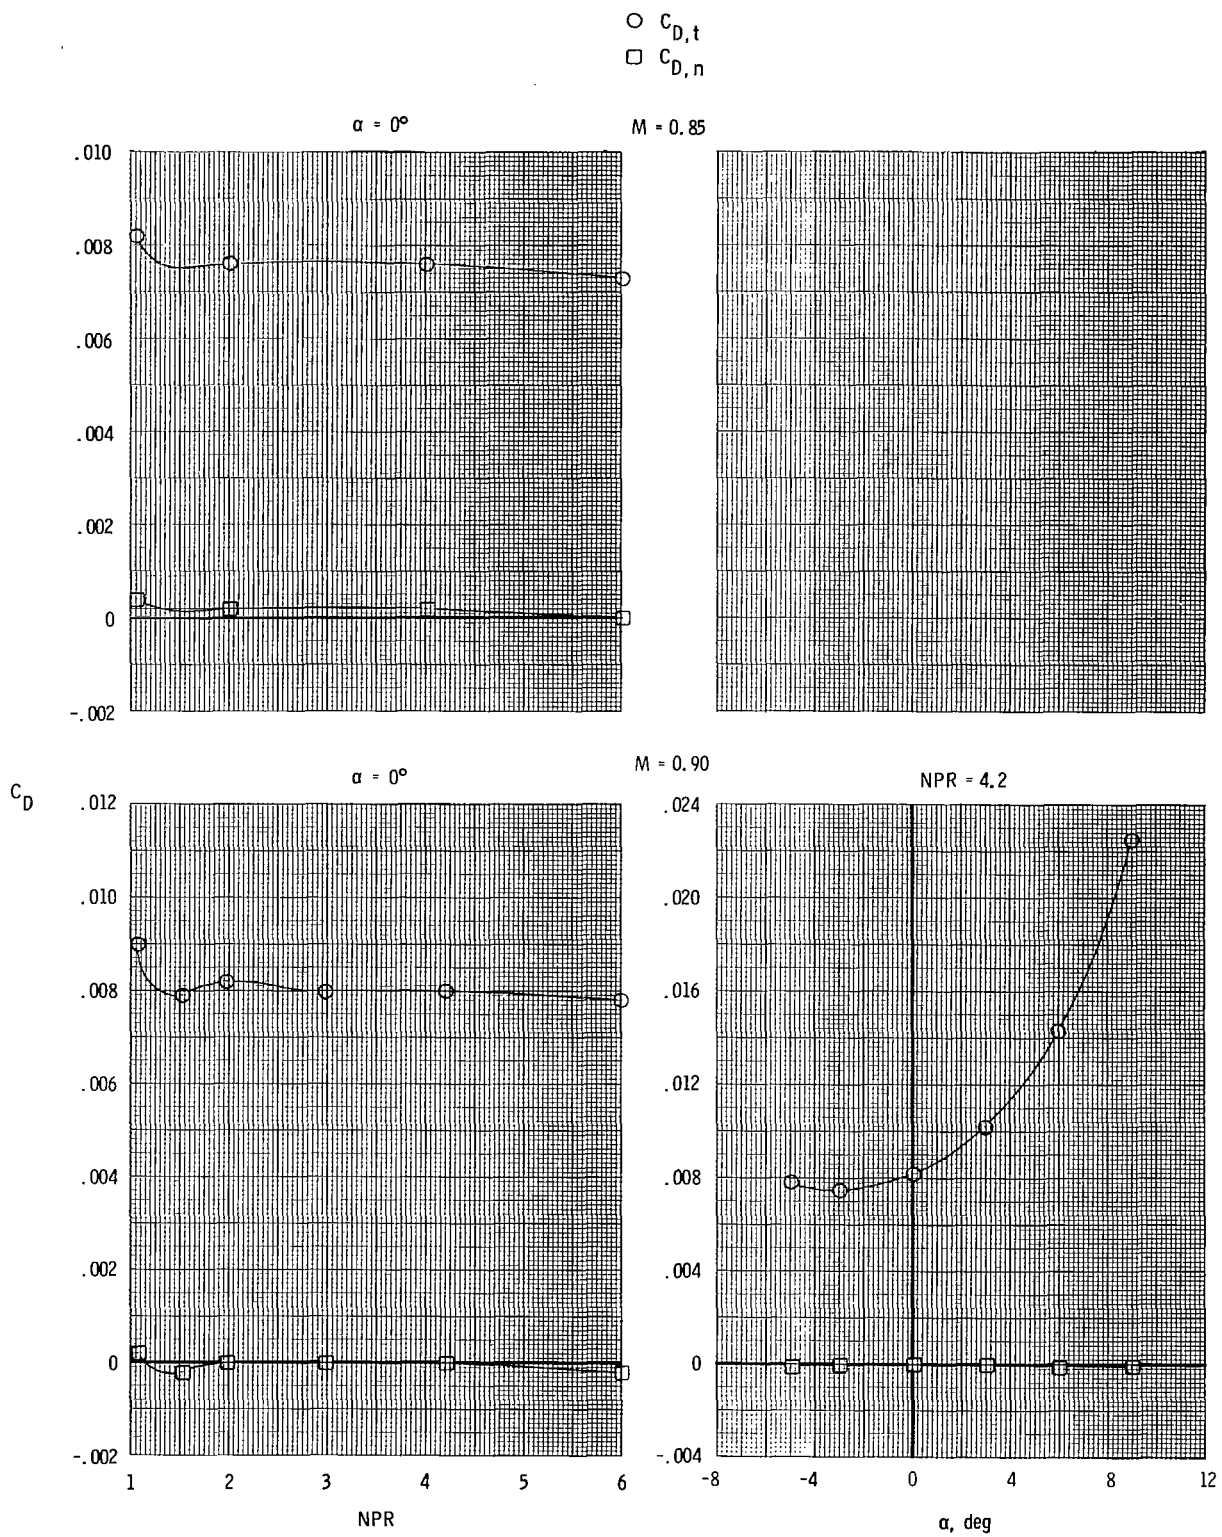 C_D,t
C_D,n
α = 0° M = 0.85
.010
.008
.006
.004
.002
0
-.002
α = 0° M = 0.90 NPR = 4.2
C_D
.012
.010
.008
.006
.004
.002
0
-.002
1 2 3 4 5 6
NPR
.024
.020
.016
.012
.008
.004
0
-.004
-8 -4 0 4 8 12
α, deg